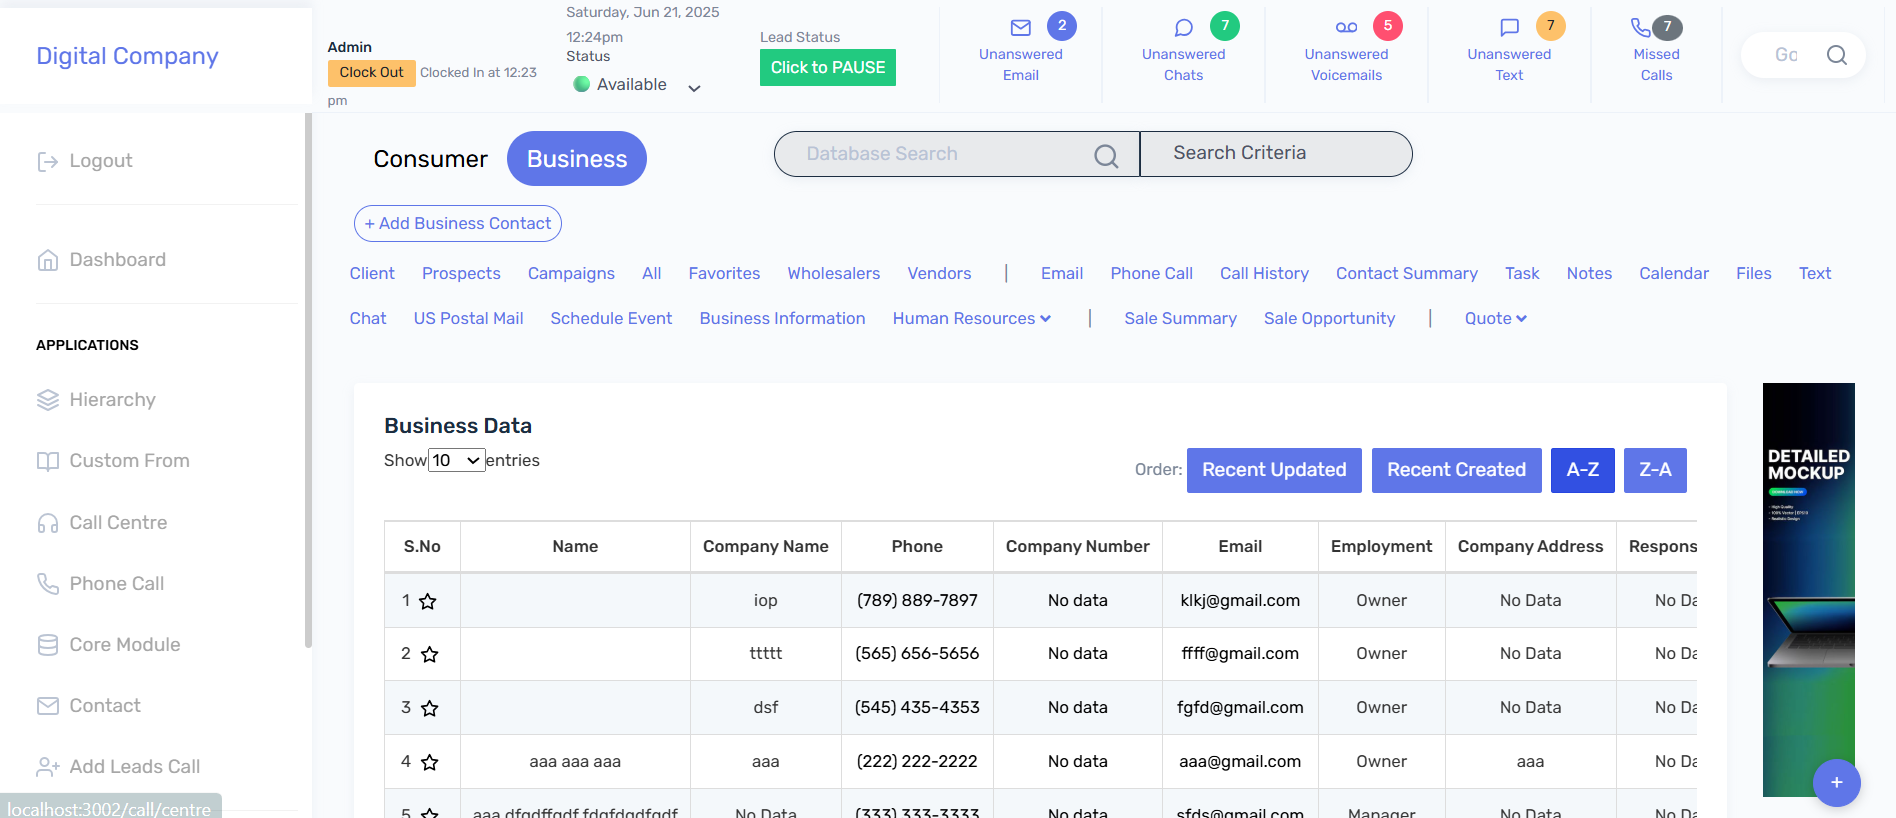 Digital Company
Admin
Clock Out Clocked In at 12:23
pm
Saturday, Jun 21, 2025
12:24pm
Status
Available
Lead Status
Click to PAUSE
2
Unanswered
Email
7
Unanswered
Chats
5
Unanswered
Voicemails
7
Unanswered
Text
7
Missed
Calls
Logout
Dashboard
APPLICATIONS
Hierarchy
Custom From
Call Centre
Phone Call
Core Module
Contact
Add Leads Call
localhost:3002/call/centre
Consumer Business
Database Search
Search Criteria
+ Add Business Contact
Client Prospects Campaigns All Favorites Wholesalers Vendors | Email Phone Call Call History Contact Summary Task Notes Calendar Files Text
Chat US Postal Mail Schedule Event Business Information Human Resources | Sale Summary Sale Opportunity | Quote
Business Data
Show 10 entries
Order: Recent Updated Recent Created A-Z Z-A
S.No Name Company Name Phone Company Number Email Employment Company Address Respons
1 iop (789) 889-7897 No data klkj@gmail.com Owner No Data No Da
2 ttttt (565) 656-5656 No data ffff@gmail.com Owner No Data No Da
3 dsf (545) 435-4353 No data fgfd@gmail.com Owner No Data No Da
4 aaa aaa aaa aaa (222) 222-2222 No data aaa@gmail.com Owner aaa No Da
5 No Data (333) 333-3333 No data sfds@gmail.com Manager No Data No Da
DETAILED
MOCKUP
DOWNLOAD NOW
- High Quality
- Realistic Design
+